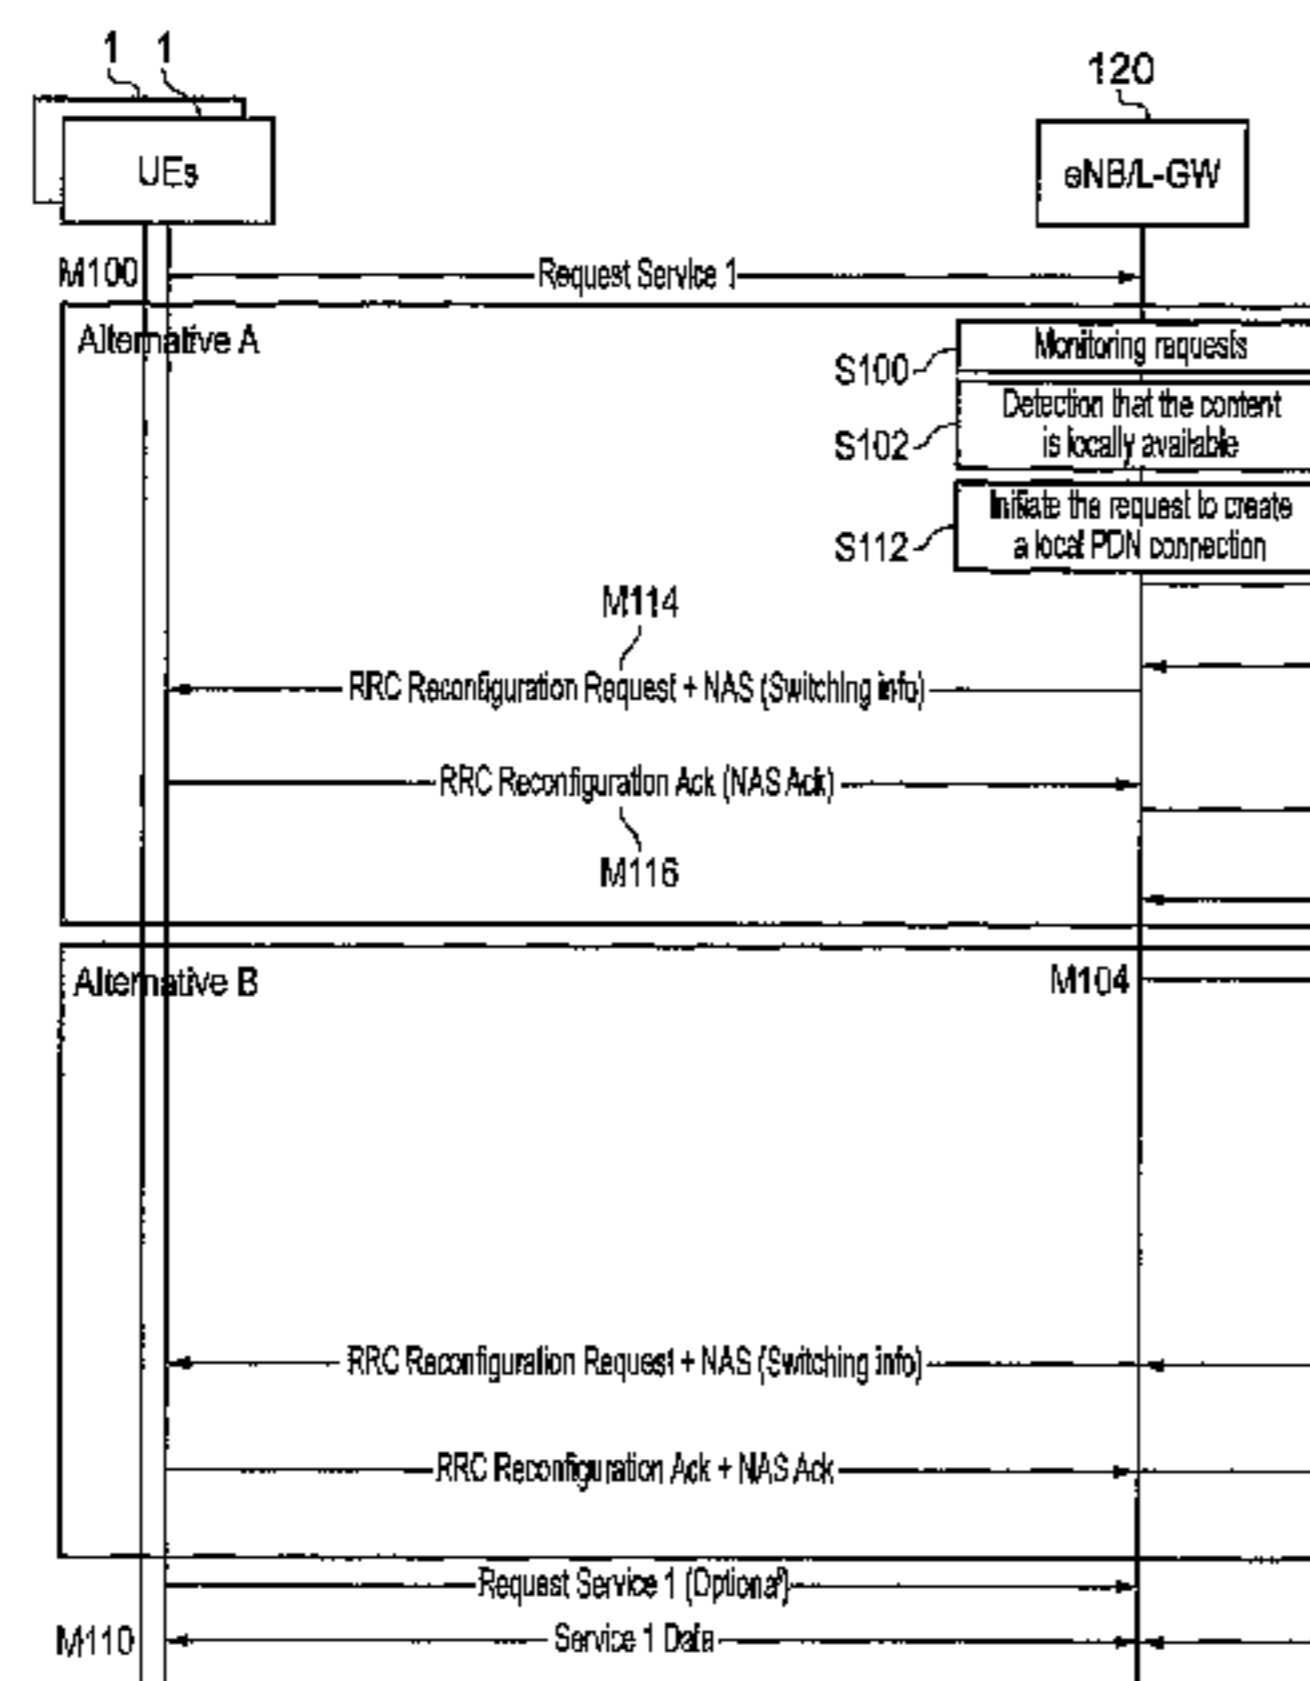 1 1
120
UEs
eNB/L-GW
M100
Request Service 1
Alternative A
Monitoring requests
S100
Detection that the content
is locally available
S102
Initiate the request to create
a local PDN connection
S112
M114
RRC Reconfiguration Request + NAS (Switching info)
RRC Reconfiguration Ack (NAS Ack)
M116
Alternative B
M104
RRC Reconfiguration Request + NAS (Switching info)
RRC Reconfiguration Ack + NAS Ack
Request Service 1 (Optional)
M110
Service 1 Data